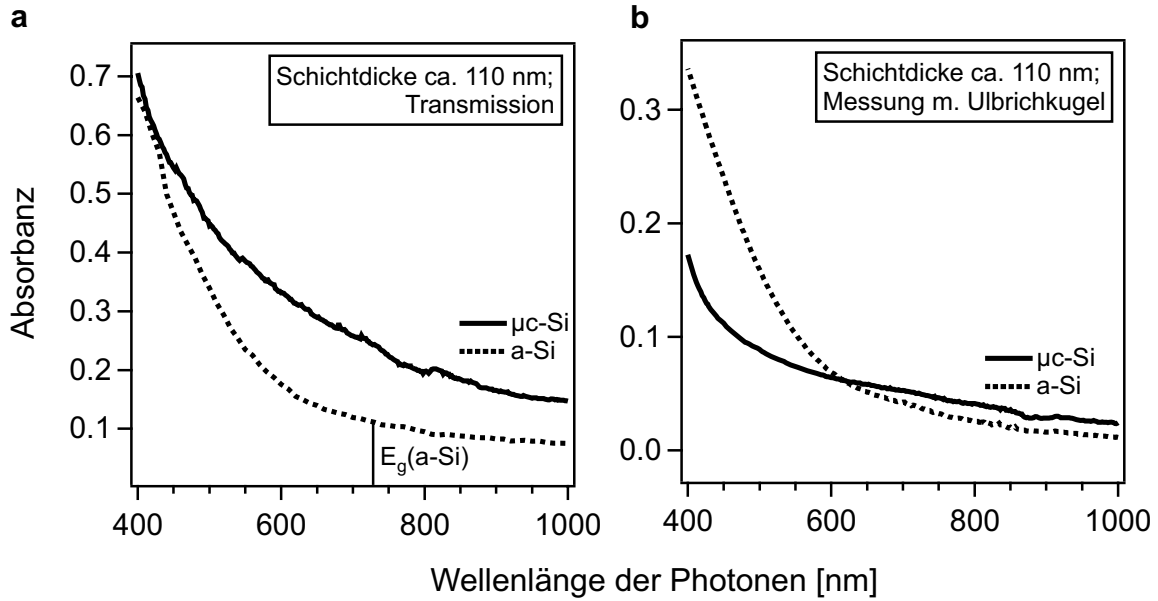 a
Schichtdicke ca. 110 nm;
Transmission
0.7
0.6
0.5
0.4
0.3
0.2
0.1
Absorbanz
µc-Si
a-Si
Eg(a-Si)
400
600
800
1000
b
Schichtdicke ca. 110 nm;
Messung m. Ulbrichkugel
0.3
0.2
0.1
0.0
µc-Si
a-Si
400
600
800
1000
Wellenlänge der Photonen [nm]